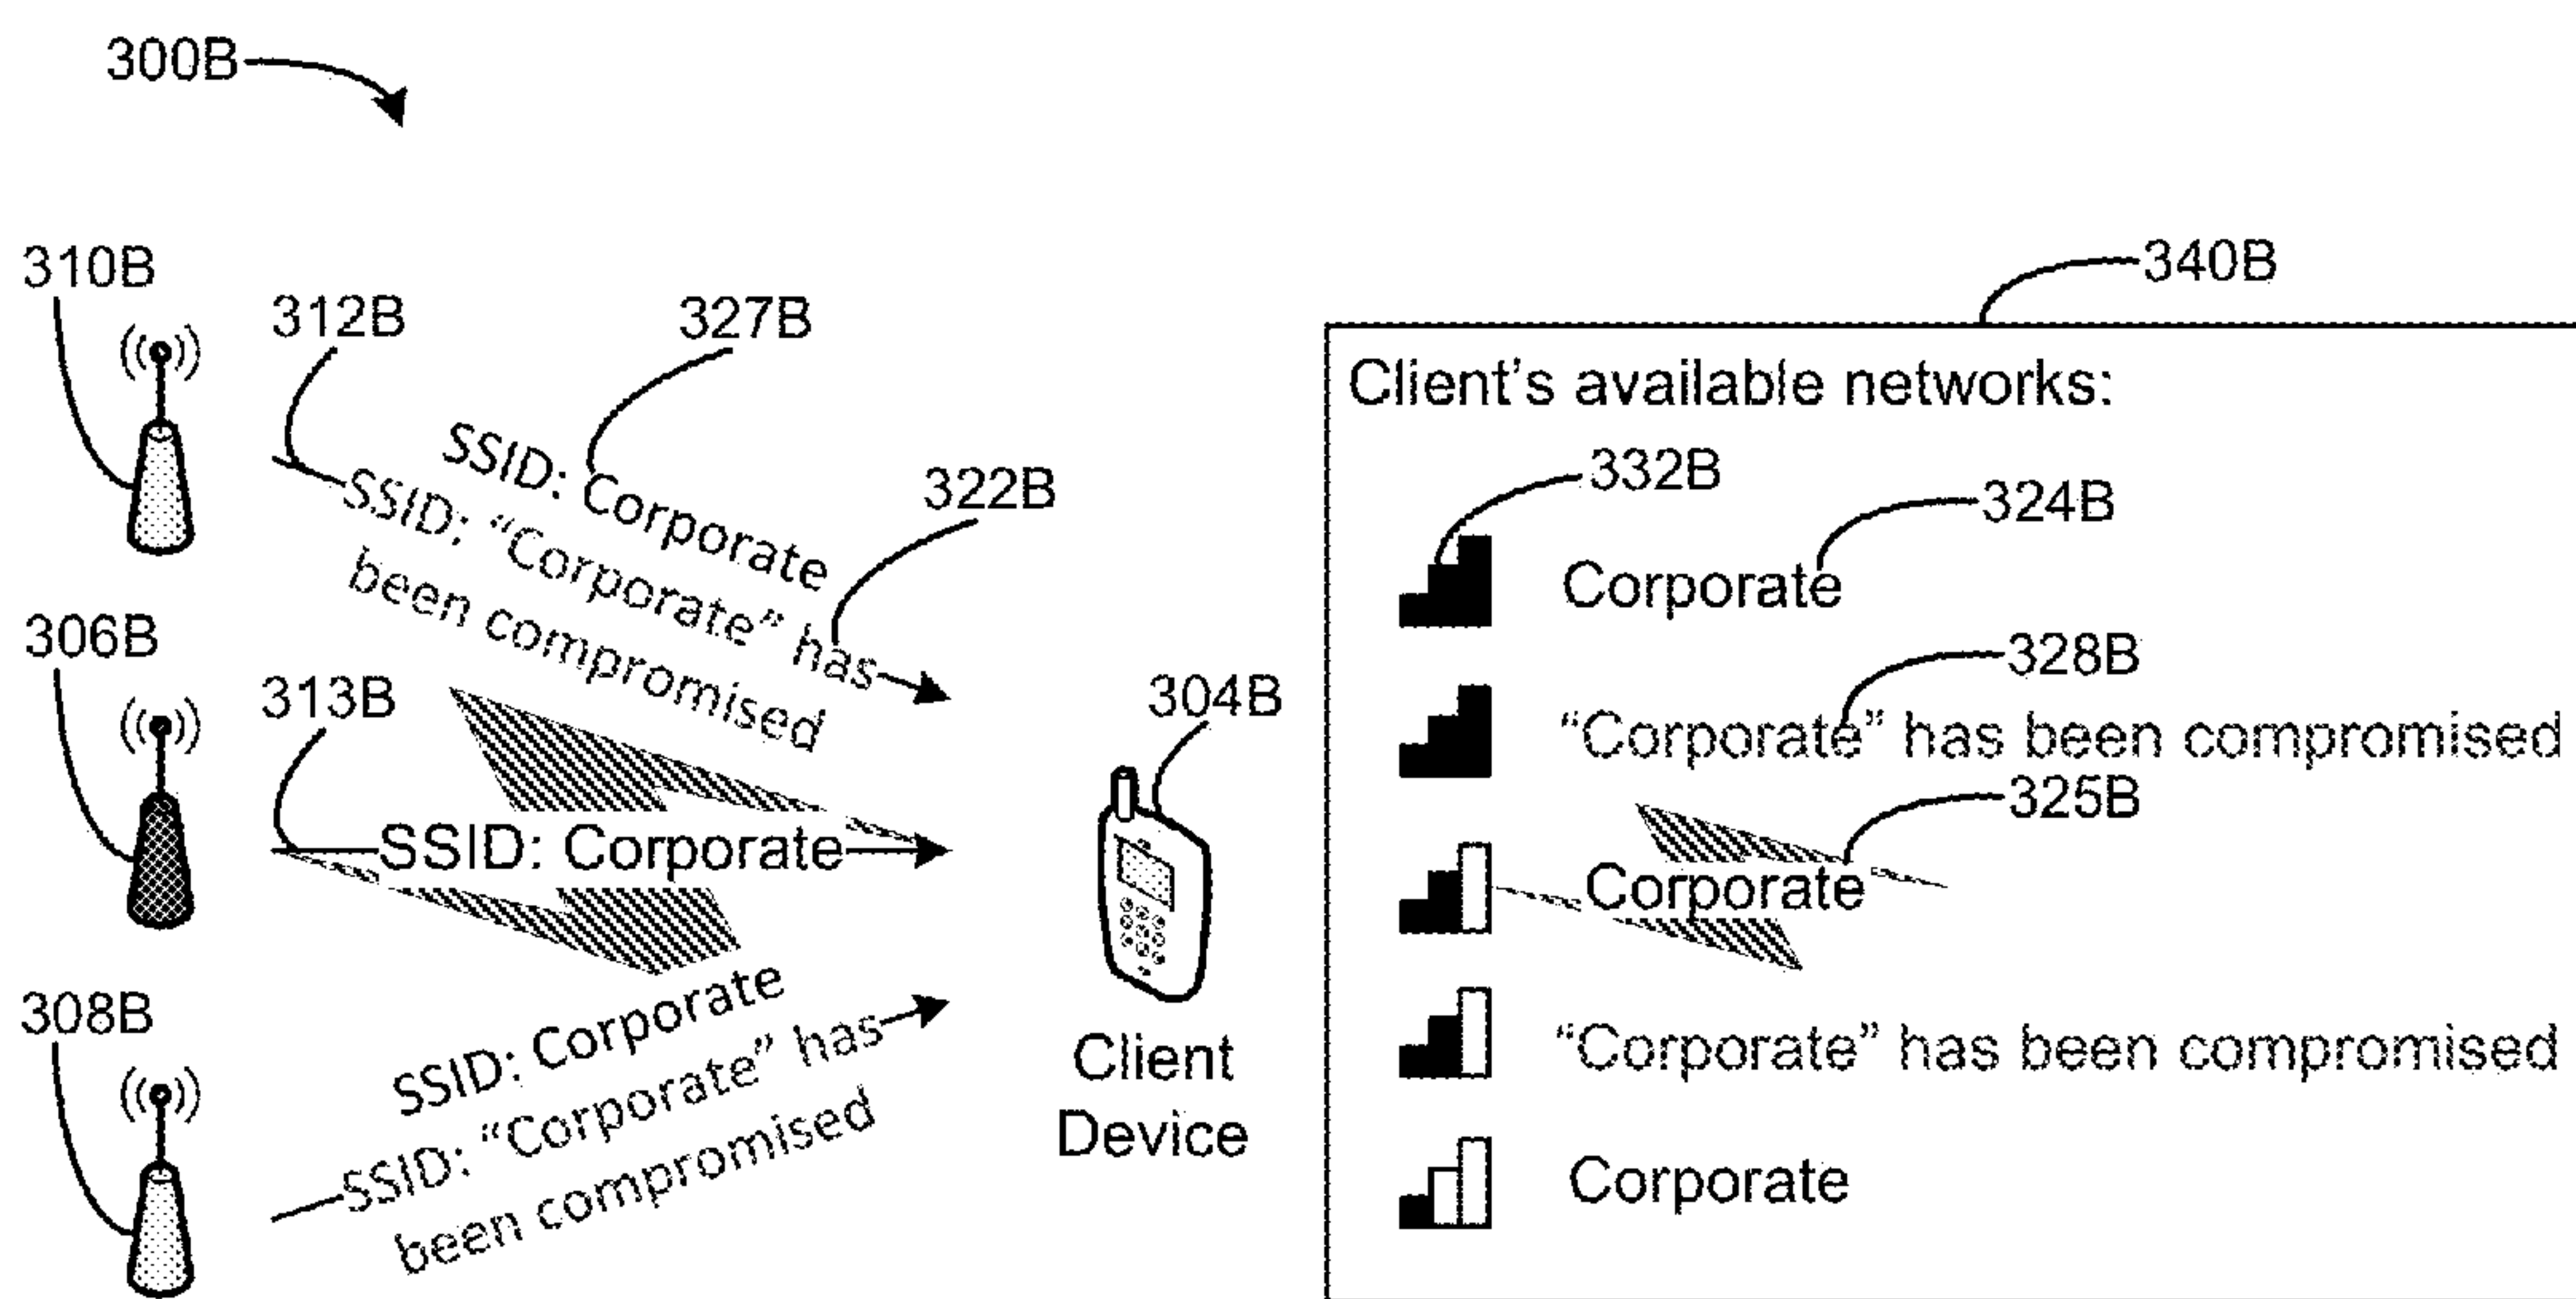 300B
310B
312B
327B
322B
SSID: Corporate
SSID: “Corporate” has
been compromised
306B
313B
SSID: Corporate
304B
308B
SSID: Corporate
SSID: “Corporate” has
been compromised
Client
Device
340B
Client's available networks:
332B
324B
Corporate
328B
“Corporate” has been compromised
325B
Corporate
“Corporate” has been compromised
Corporate